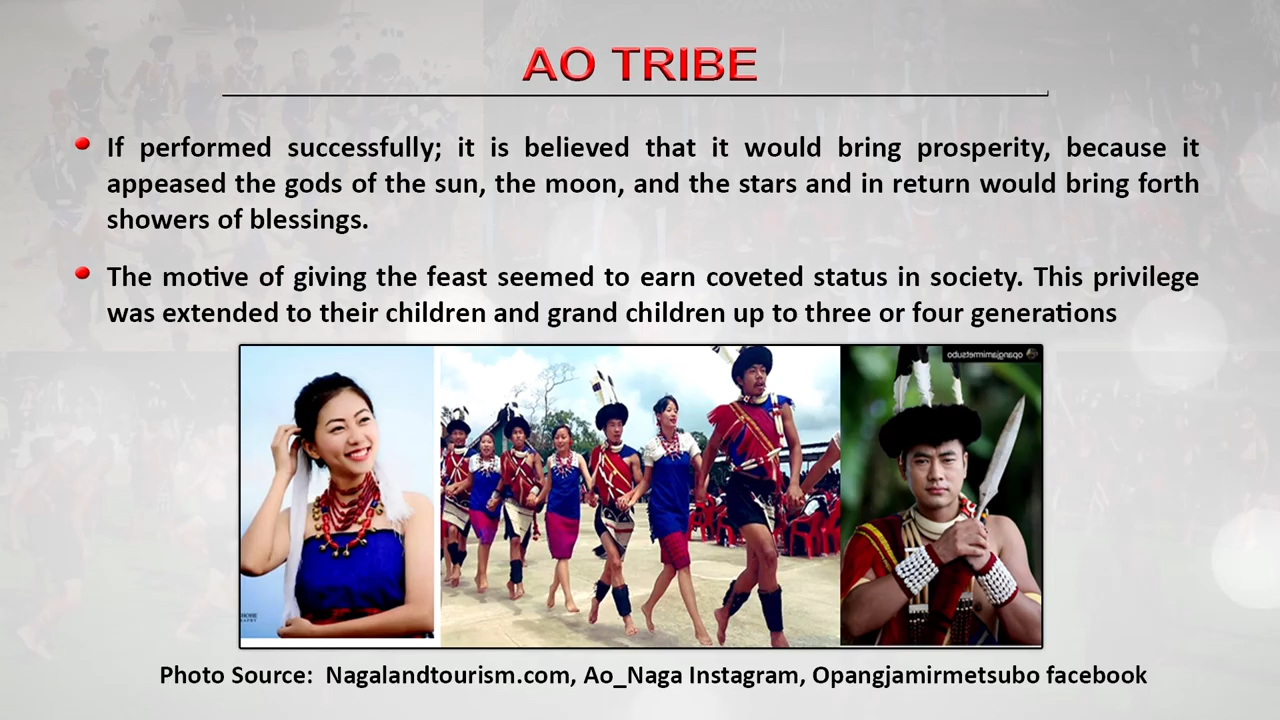 AO TRIBE
If performed successfully; it is believed that it would bring prosperity, because it
appeased the gods of the sun, the moon, and the stars and in return would bring forth
showers of blessings.
The motive of giving the feast seemed to earn coveted status in society. This privilege
was extended to their children and grand children up to three or four generations
opangjamirmetsubo
Photo Source: Nagalandtourism.com, Ao_Naga Instagram, Opangjamirmetsubo facebook